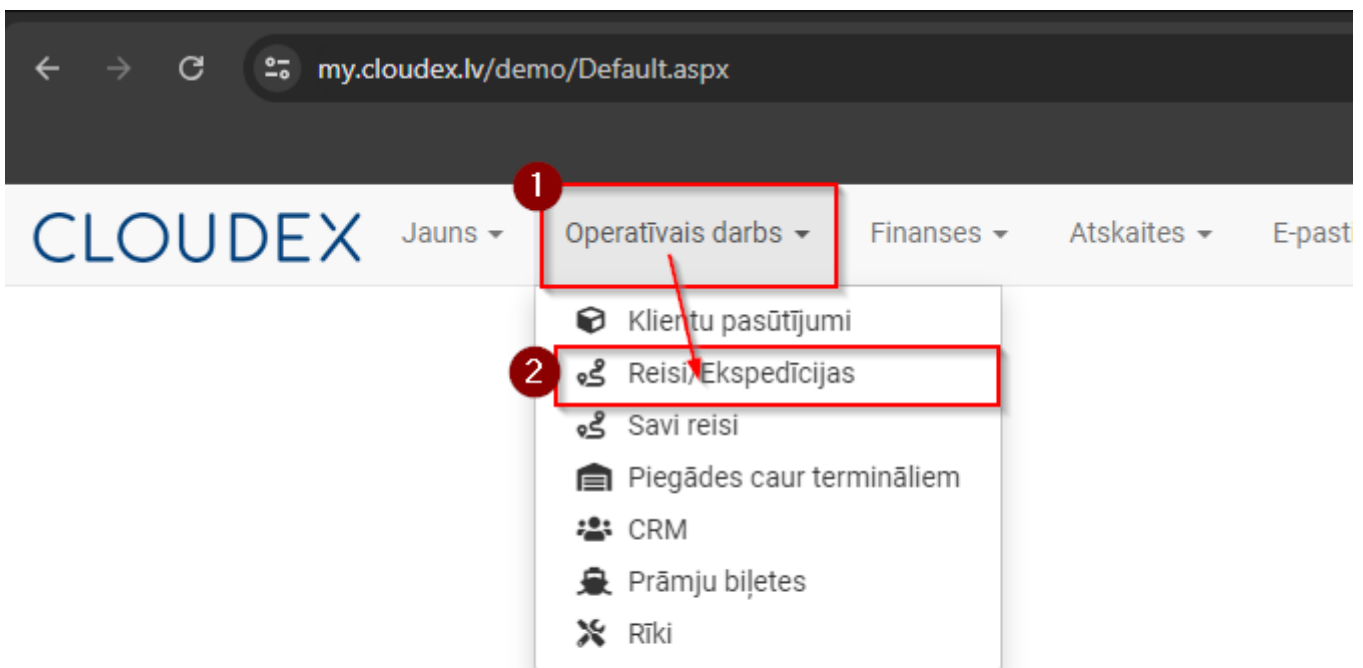 my.cloudex.lv/demo/Default.aspx
1
CLOUDEX Jauns Operatīvais darbs Finanses Atskaites E-pasti
Klientu pasūtījumi
2 Reisi/Ekspedīcijas
Savi reisi
Piegādes caur termināliem
CRM
Prāmju biļetes
Rīki